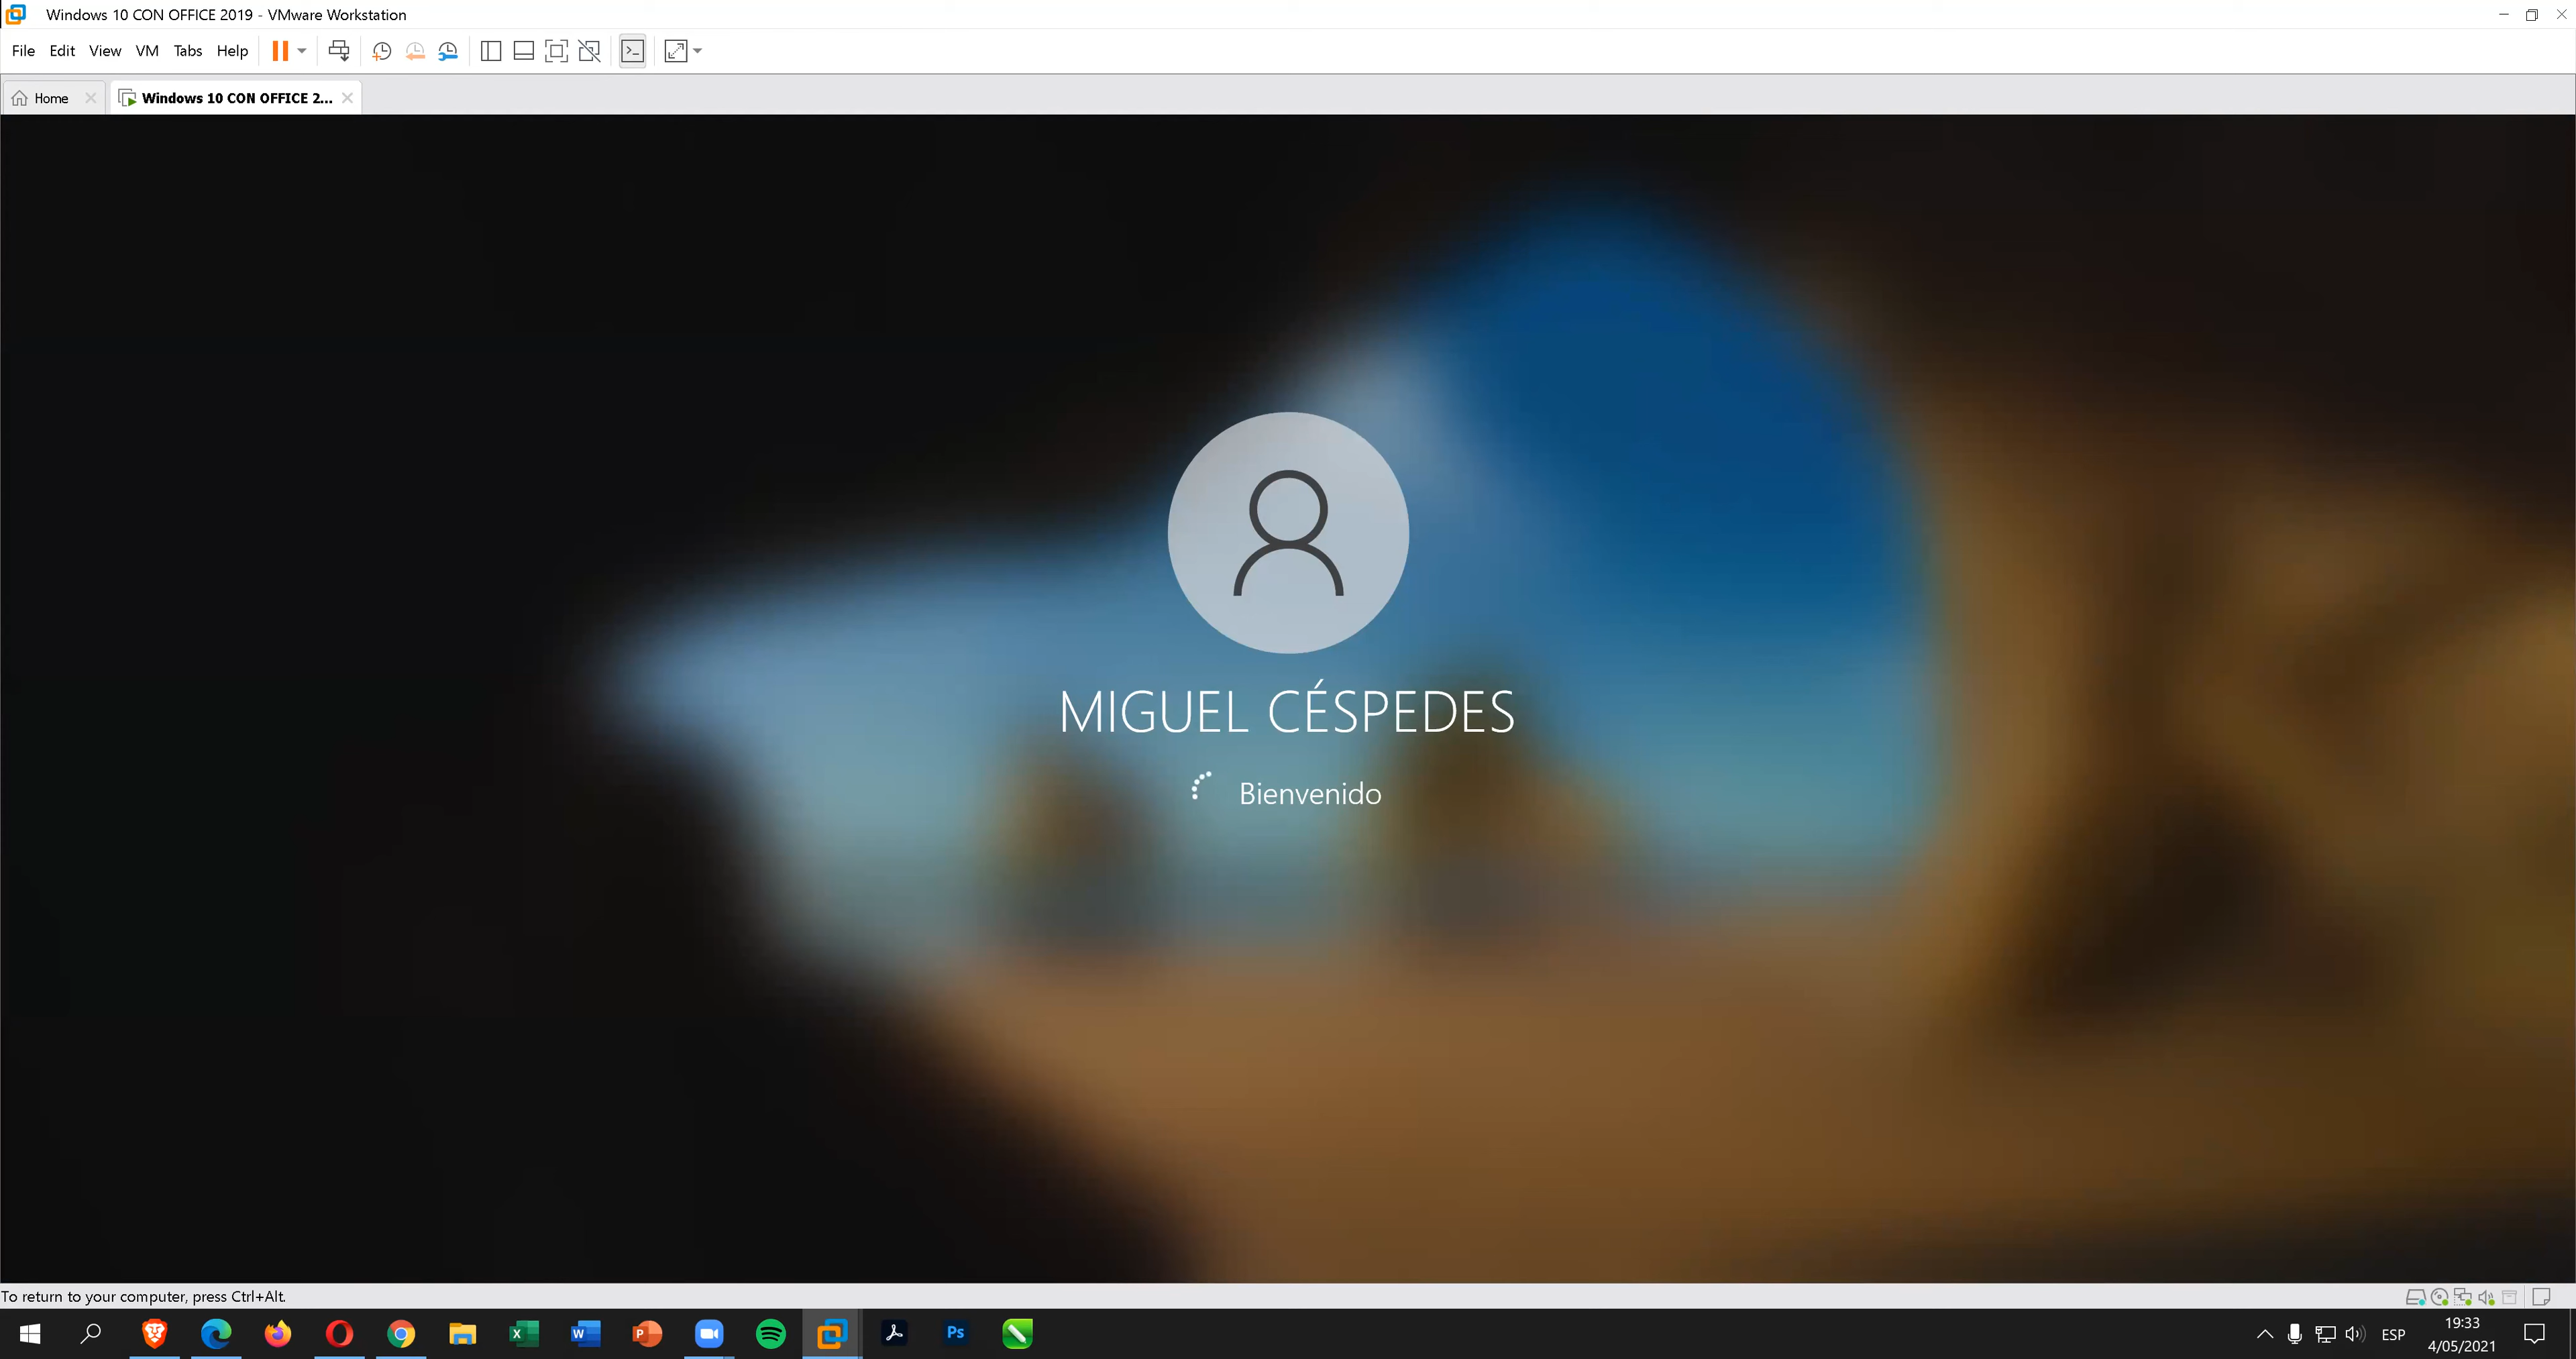 Windows 10 CON OFFICE 2019 - VMware Workstation
File Edit View VM Tabs Help
Home
Windows 10 CON OFFICE 2...
MIGUEL CÉSPEDES
Bienvenido
To return to your computer, press Ctrl+Alt.
Ps
ESP
19:33
4/05/2021